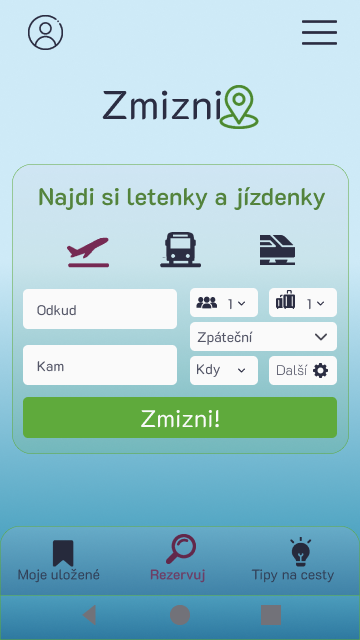 Zmizni
Najdi si letenky a jízdenky
Odkud
1
1
Zpáteční
Kam
Kdy
Další
Zmizni!
Moje uložené
Rezervuj
Tipy na cesty